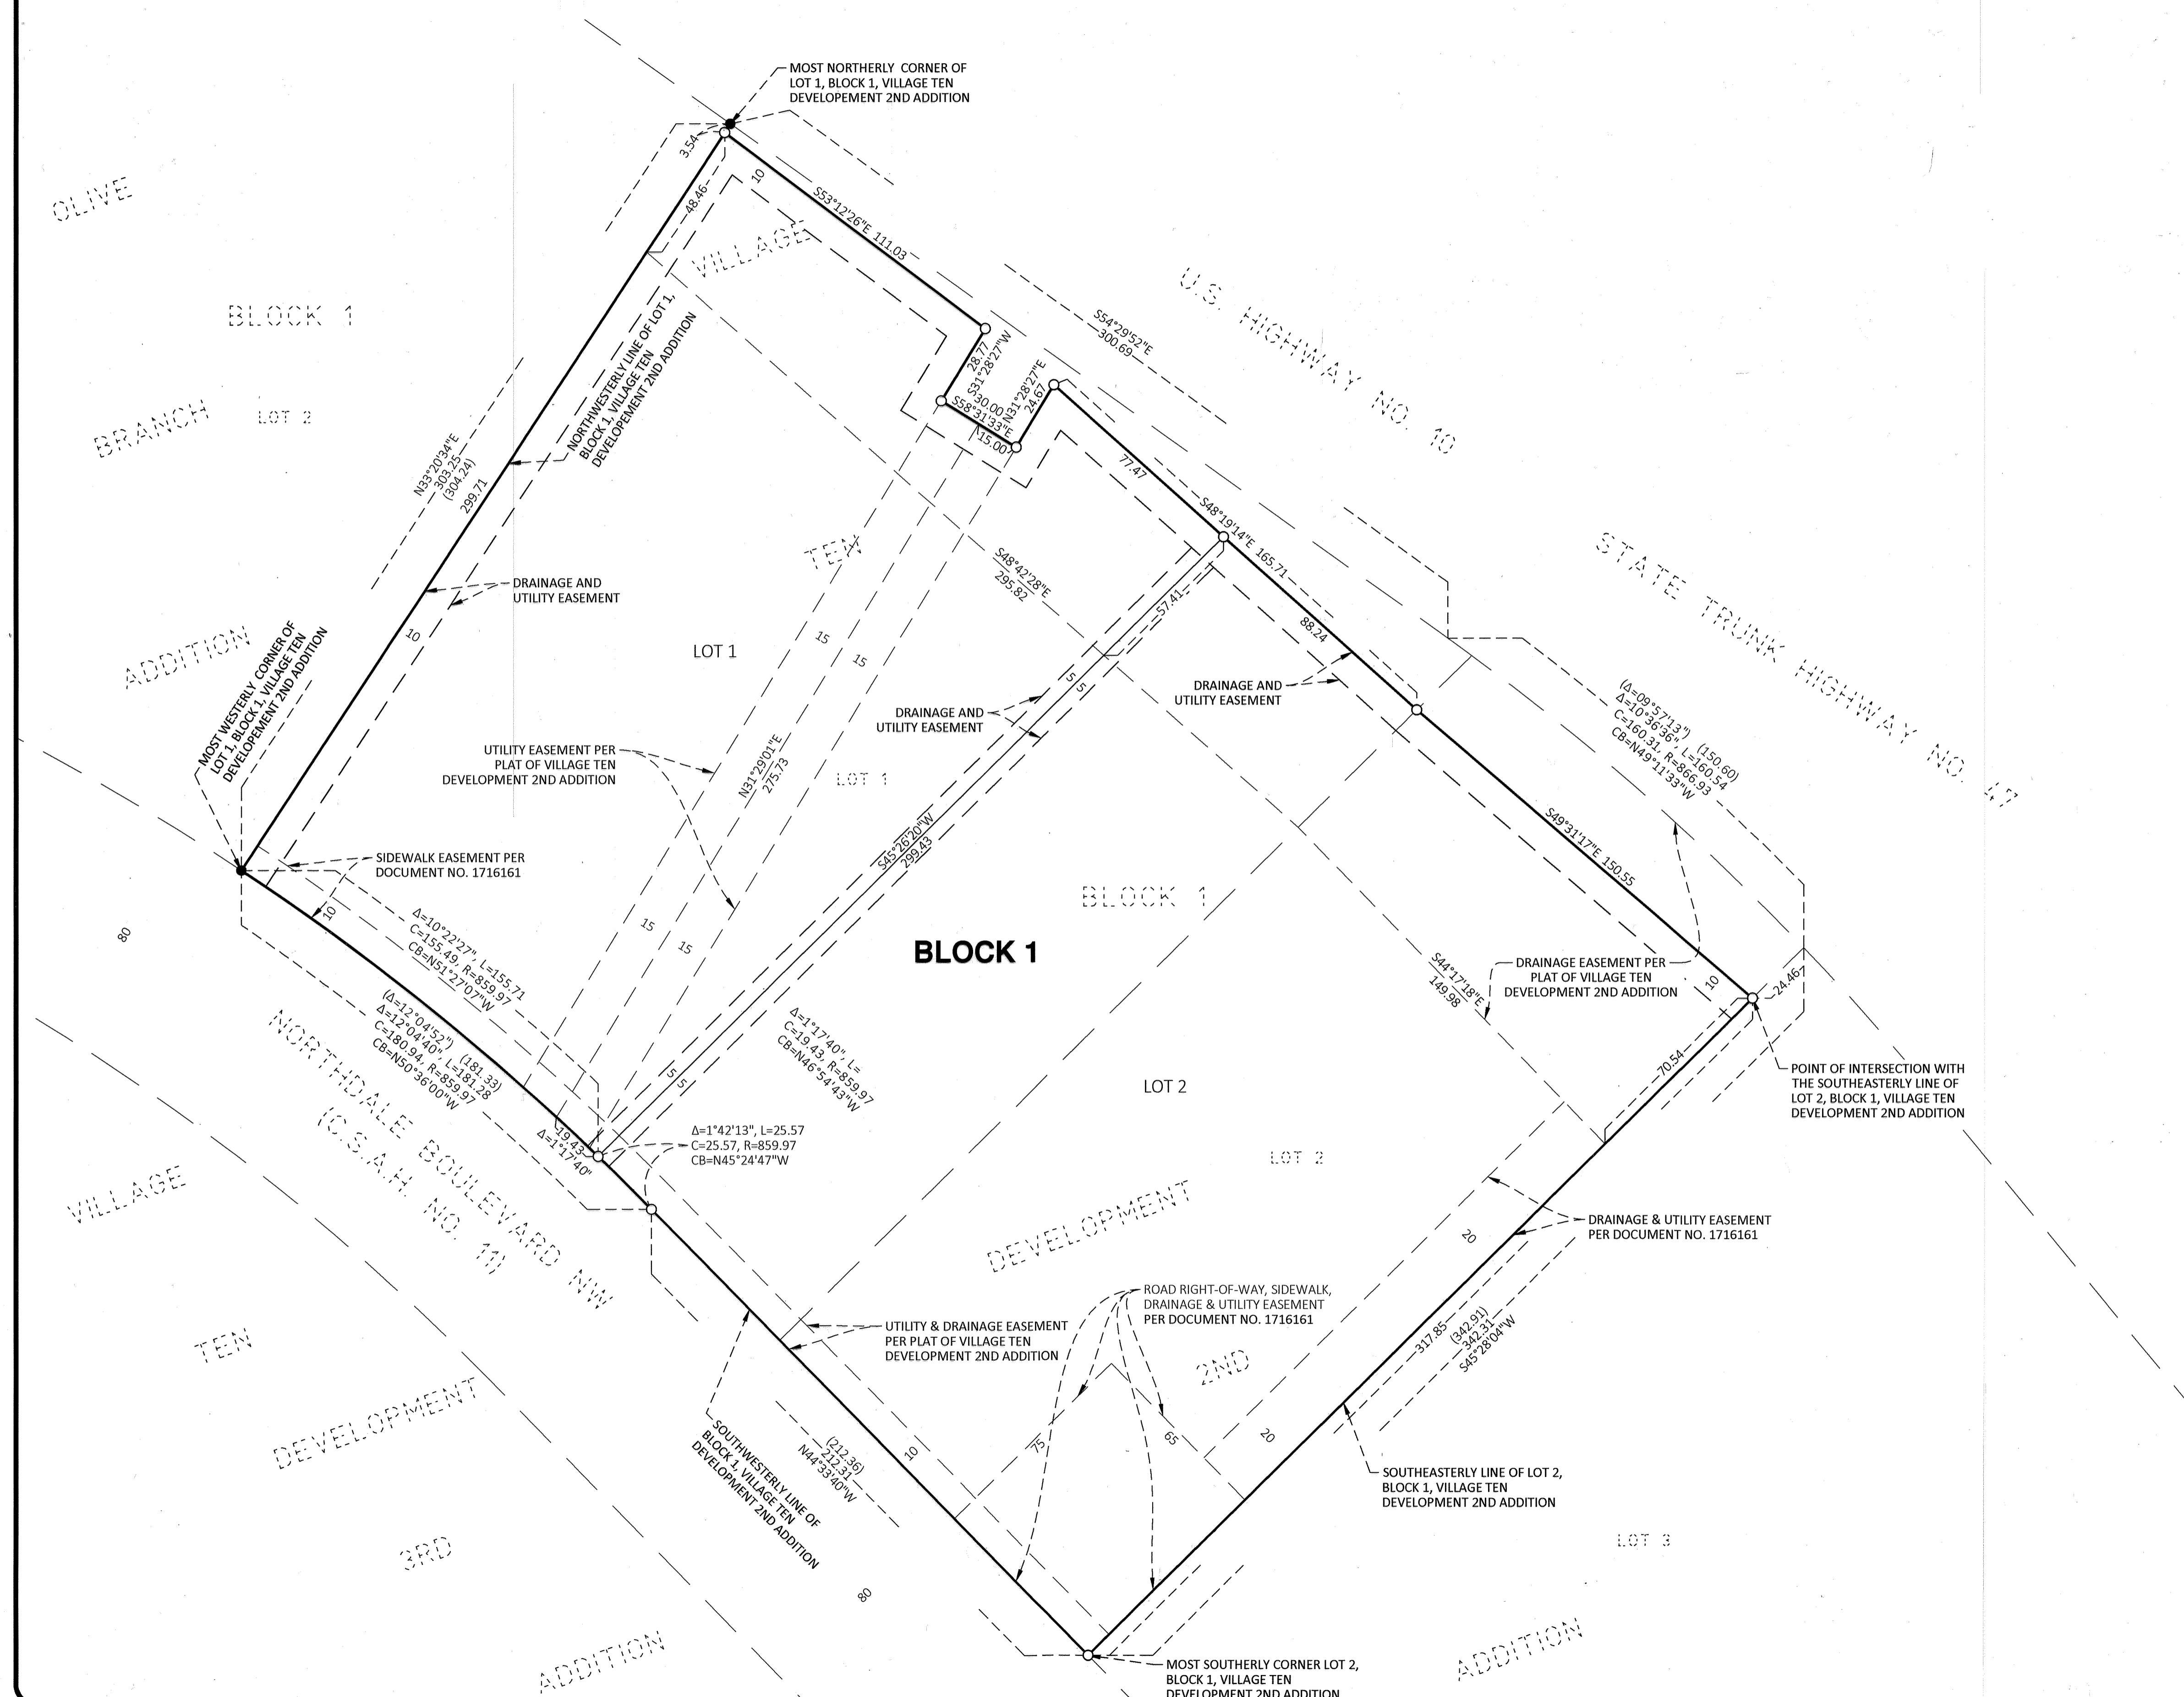 MOST NORTHERLY CORNER OF
LOT 1, BLOCK 1, VILLAGE TEN
DEVELOPEMENT 2ND ADDITION
3.54
48.46
10
S53°12'26"E 111.03
OLIVE
BLOCK 1
BRANCH
LOT 2
ADDITION
VILLAGE
NORTHWESTERLY LINE OF LOT 1,
BLOCK 1, VILLAGE TEN
DEVELOPEMENT 2ND ADDITION
N33°20'34"E
303.25
(304.24)
299.71
28.77
S31°28'27"W
30.00
S58°31'33"E
15.00
N31°28'27"E
24.67
S54°29'52"E
300.69
U.S. HIGHWAY NO. 10
STATE TRUNK HIGHWAY NO. 47
77.47
S48°19'14"E 165.71
88.24
57.41
TEN
S48°42'28"E
295.82
DRAINAGE AND
UTILITY EASEMENT
10
MOST WESTERLY CORNER OF
LOT 1, BLOCK 1, VILLAGE TEN
DEVELOPEMENT 2ND ADDITION
LOT 1
15
15
5
5
DRAINAGE AND
UTILITY EASEMENT
DRAINAGE AND
UTILITY EASEMENT
UTILITY EASEMENT PER
PLAT OF VILLAGE TEN
DEVELOPMENT 2ND ADDITION
N31°29'01"E
275.73
LOT 1
S45°26'20"W
299.43
(Δ=09°57'13") (150.60)
Δ=10°36'36", L=160.54
C=160.31, R=866.93
CB=N49°11'33"W
S49°31'17"E 150.55
SIDEWALK EASEMENT PER
DOCUMENT NO. 1716161
10
80
15
15
BLOCK 1
BLOCK 1
S44°17'18"E
149.98
DRAINAGE EASEMENT PER
PLAT OF VILLAGE TEN
DEVELOPMENT 2ND ADDITION
10
24.46
Δ=10°22'27", L=155.71
C=155.49, R=859.97
CB=N51°27'07"W
(Δ=12°04'52") (181.33)
Δ=12°04'40", L=181.28
C=180.94, R=859.97
CB=N50°36'00"W
Δ=1°17'40", L=
C=19.43, R=859.97
CB=N46°54'43"W
5
5
LOT 2
70.54
POINT OF INTERSECTION WITH
THE SOUTHEASTERLY LINE OF
LOT 2, BLOCK 1, VILLAGE TEN
DEVELOPMENT 2ND ADDITION
NORTHDALE BOULEVARD NW
(C.S.A.H. NO. 11)
19.43
Δ=1°17'40"
Δ=1°42'13", L=25.57
C=25.57, R=859.97
CB=N45°24'47"W
LOT 2
VILLAGE
DEVELOPMENT
DRAINAGE & UTILITY EASEMENT
PER DOCUMENT NO. 1716161
20
20
ROAD RIGHT-OF-WAY, SIDEWALK,
DRAINAGE & UTILITY EASEMENT
PER DOCUMENT NO. 1716161
UTILITY & DRAINAGE EASEMENT
PER PLAT OF VILLAGE TEN
DEVELOPMENT 2ND ADDITION
317.85
(342.91)
342.31
S45°28'04"W
TEN
2ND
DEVELOPMENT
75
65
10
SOUTHWESTERLY LINE OF
BLOCK 1, VILLAGE TEN
DEVELOPMENT 2ND ADDITION
(212.36)
212.31
N44°33'40"W
SOUTHEASTERLY LINE OF LOT 2,
BLOCK 1, VILLAGE TEN
DEVELOPMENT 2ND ADDITION
LOT 3
3RD
80
ADDITION
ADDITION
MOST SOUTHERLY CORNER LOT 2,
BLOCK 1, VILLAGE TEN
DEVELOPMENT 2ND ADDITION